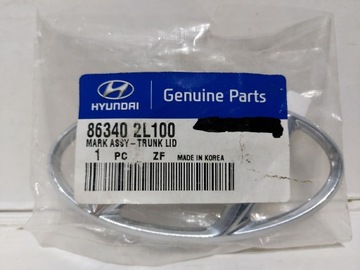 HYUNDAI
Genuine Parts
86340 2L100
MARK ASSY-TRUNK LID
1 PC ZF MADE IN KOREA